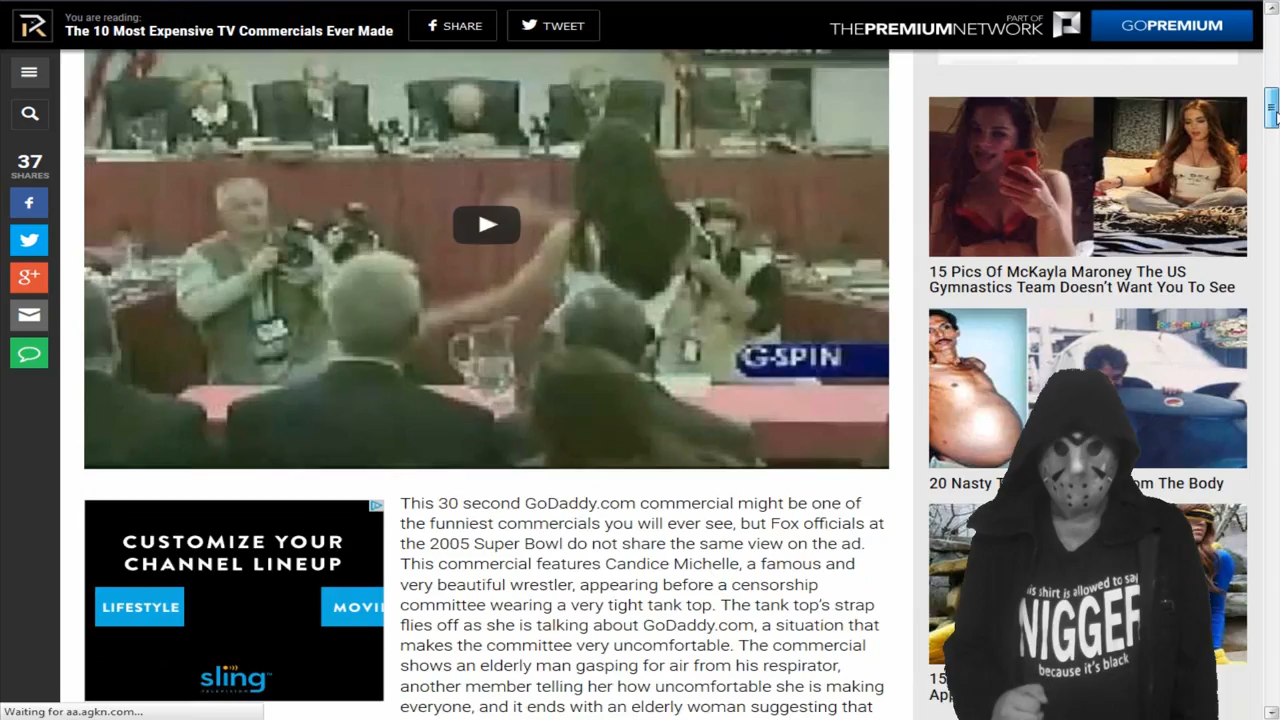 You are reading:
The 10 Most Expensive TV Commercials Ever Made
SHARE
TWEET
PART OF
THEPREMIUMNETWORK
GOPREMIUM
37
SHARES
G-SPIN
15 Pics Of McKayla Maroney The US
Gymnastics Team Doesn't Want You To See
20 Nasty
om The Body
CUSTOMIZE YOUR
CHANNEL LINEUP
LIFESTYLE
MOVI
sling
TELEVISION
This 30 second GoDaddy.com commercial might be one of
the funniest commercials you will ever see, but Fox officials at
the 2005 Super Bowl do not share the same view on the ad.
This commercial features Candice Michelle, a famous and
very beautiful wrestler, appearing before a censorship
committee wearing a very tight tank top. The tank top's strap
flies off as she is talking about GoDaddy.com, a situation that
makes the committee very uncomfortable. The commercial
shows an elderly man gasping for air from his respirator,
another member telling her how uncomfortable she is making
everyone, and it ends with an elderly woman suggesting that
is shirt is allowed to say
NIGGER
because it's black
15
Waiting for aa.agkn.com...